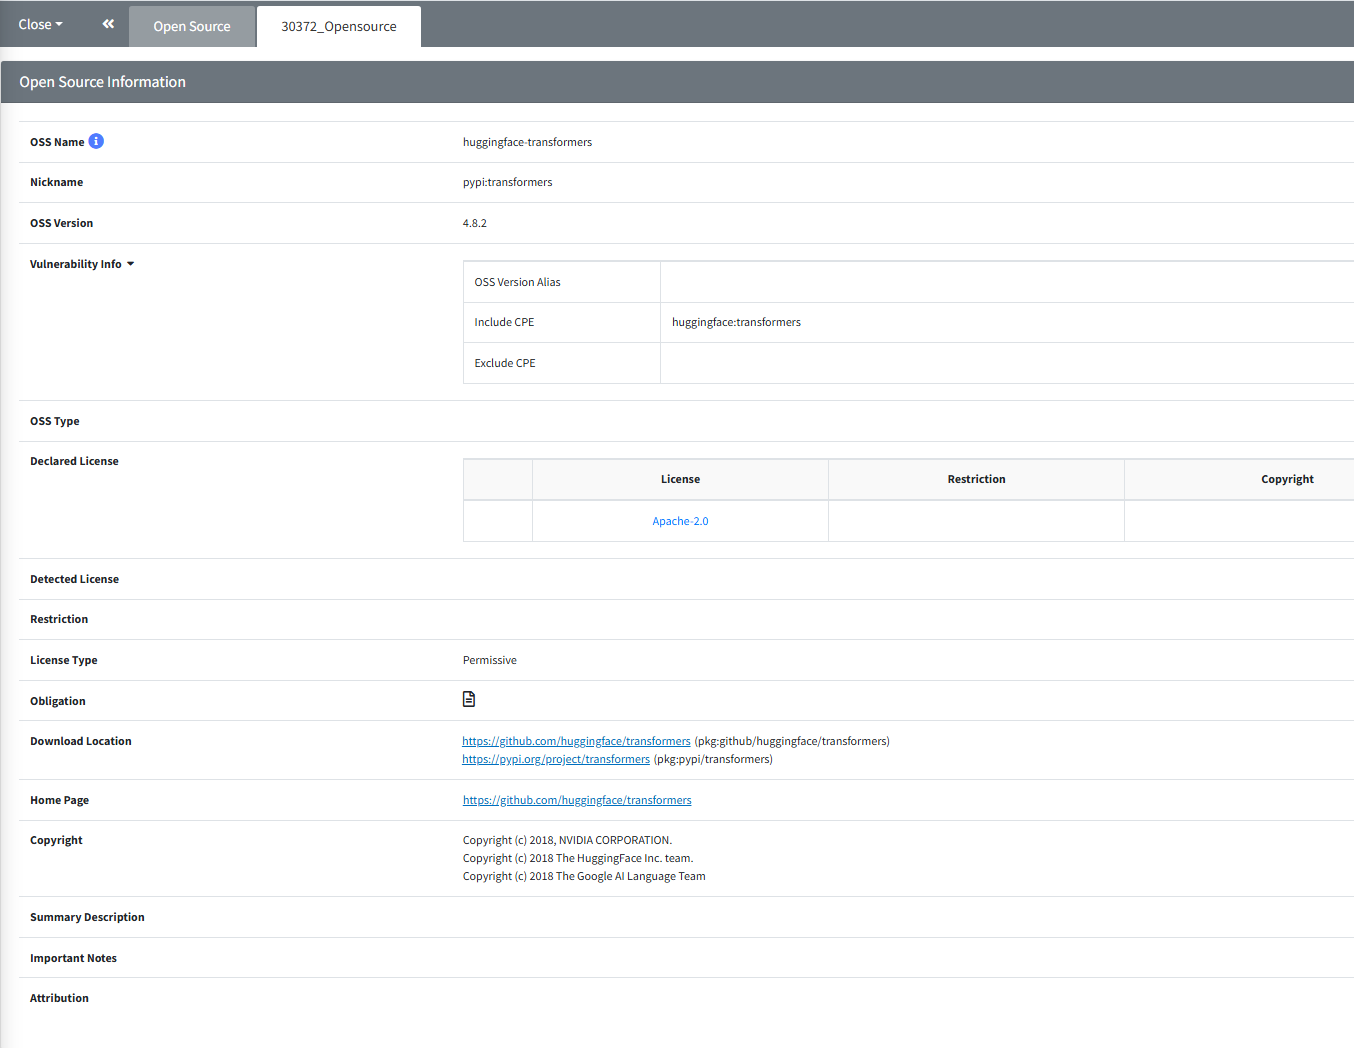 Close
Open Source
30372_Opensource
Open Source Information
OSS Name
huggingface-transformers
Nickname
pypi:transformers
OSS Version
4.8.2
Vulnerability Info
OSS Version Alias
Include CPE
huggingface:transformers
Exclude CPE
OSS Type
Declared License
License
Restriction
Copyright
Apache-2.0
Detected License
Restriction
License Type
Permissive
Obligation
Download Location
https://github.com/huggingface/transformers (pkg:github/huggingface/transformers)
https://pypi.org/project/transformers (pkg:pypi/transformers)
Home Page
https://github.com/huggingface/transformers
Copyright
Copyright (c) 2018, NVIDIA CORPORATION.
Copyright (c) 2018 The HuggingFace Inc. team.
Copyright (c) 2018 The Google AI Language Team
Summary Description
Important Notes
Attribution